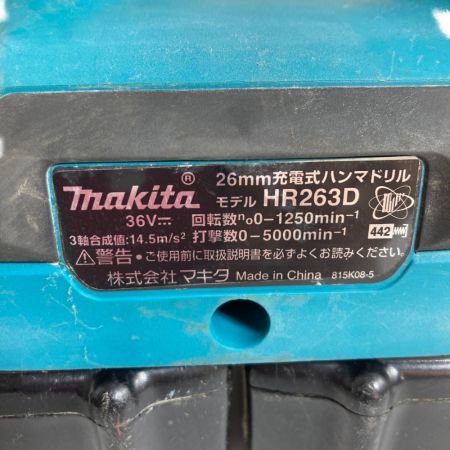 26mm充電式ハンマドリル
makita® モデル HR263D
36V⎓ 回転数n₀0-1250min⁻¹
3軸合成値:14.5m/s² 打撃数0-5000min⁻¹
442
⚠警告・ご使用前に取扱説明書を必ずよくお読みください。
株式会社マキタ Made in China 815K08-5